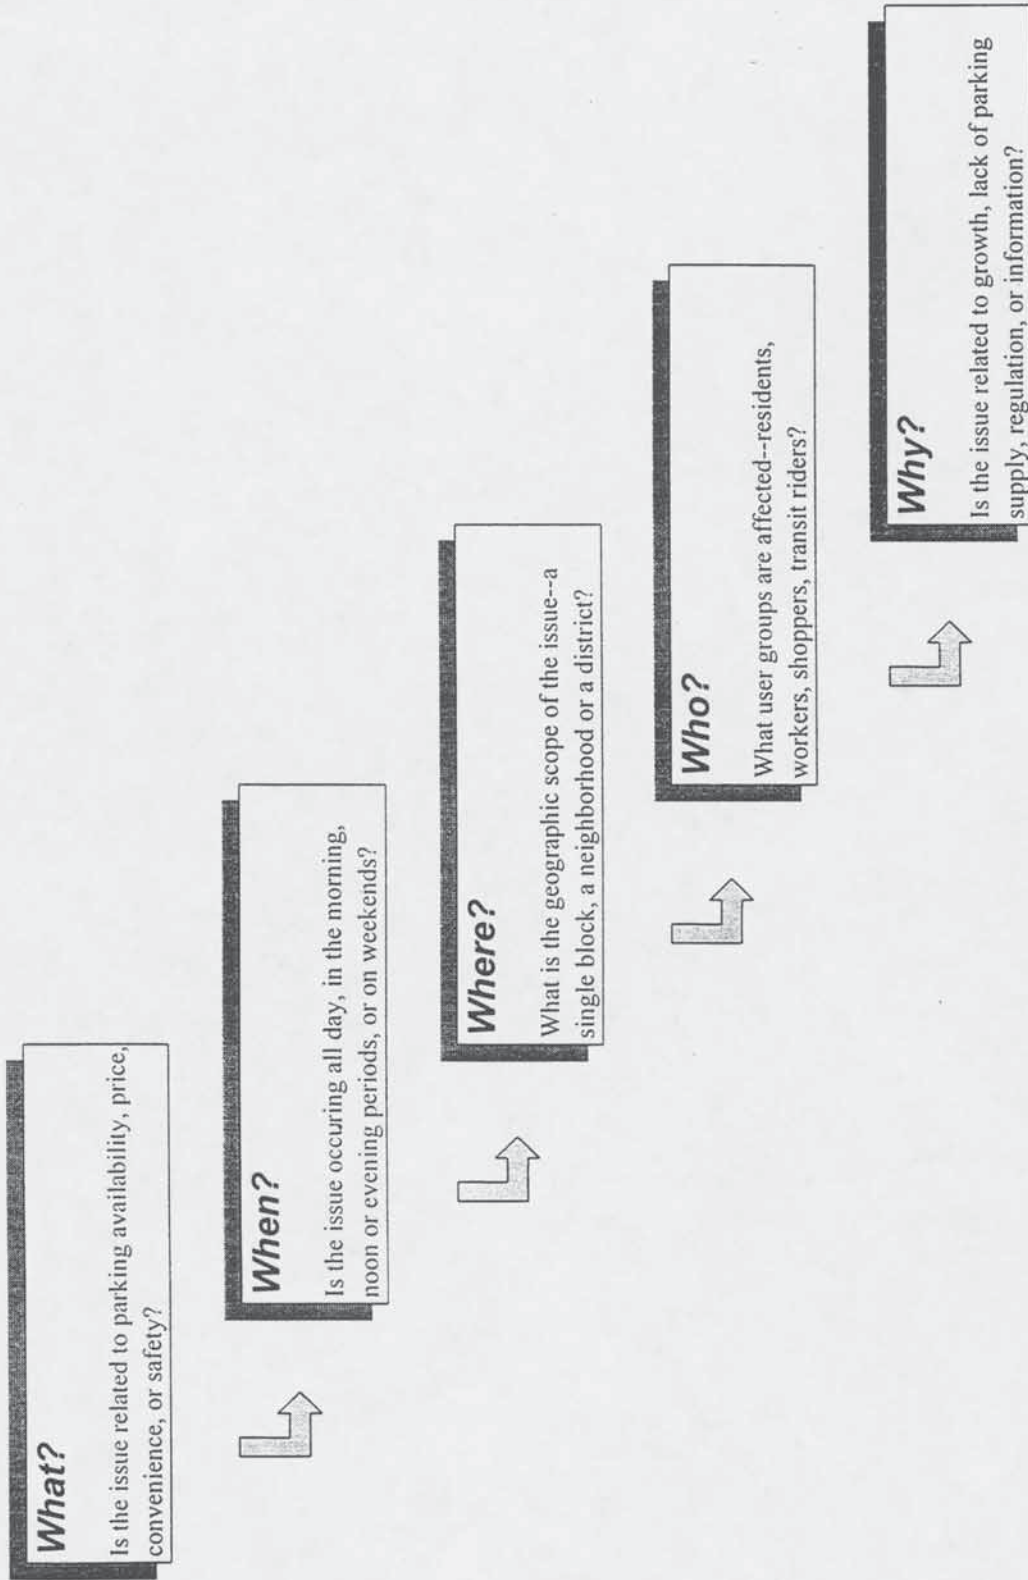 What?
Is the issue related to parking availability, price,
convenience, or safety?
When?
Is the issue occuring all day, in the morning,
noon or evening periods, or on weekends?
Where?
What is the geographic scope of the issue--a
single block, a neighborhood or a district?
Who?
What user groups are affected--residents,
workers, shoppers, transit riders?
Why?
Is the issue related to growth, lack of parking
supply, regulation, or information?